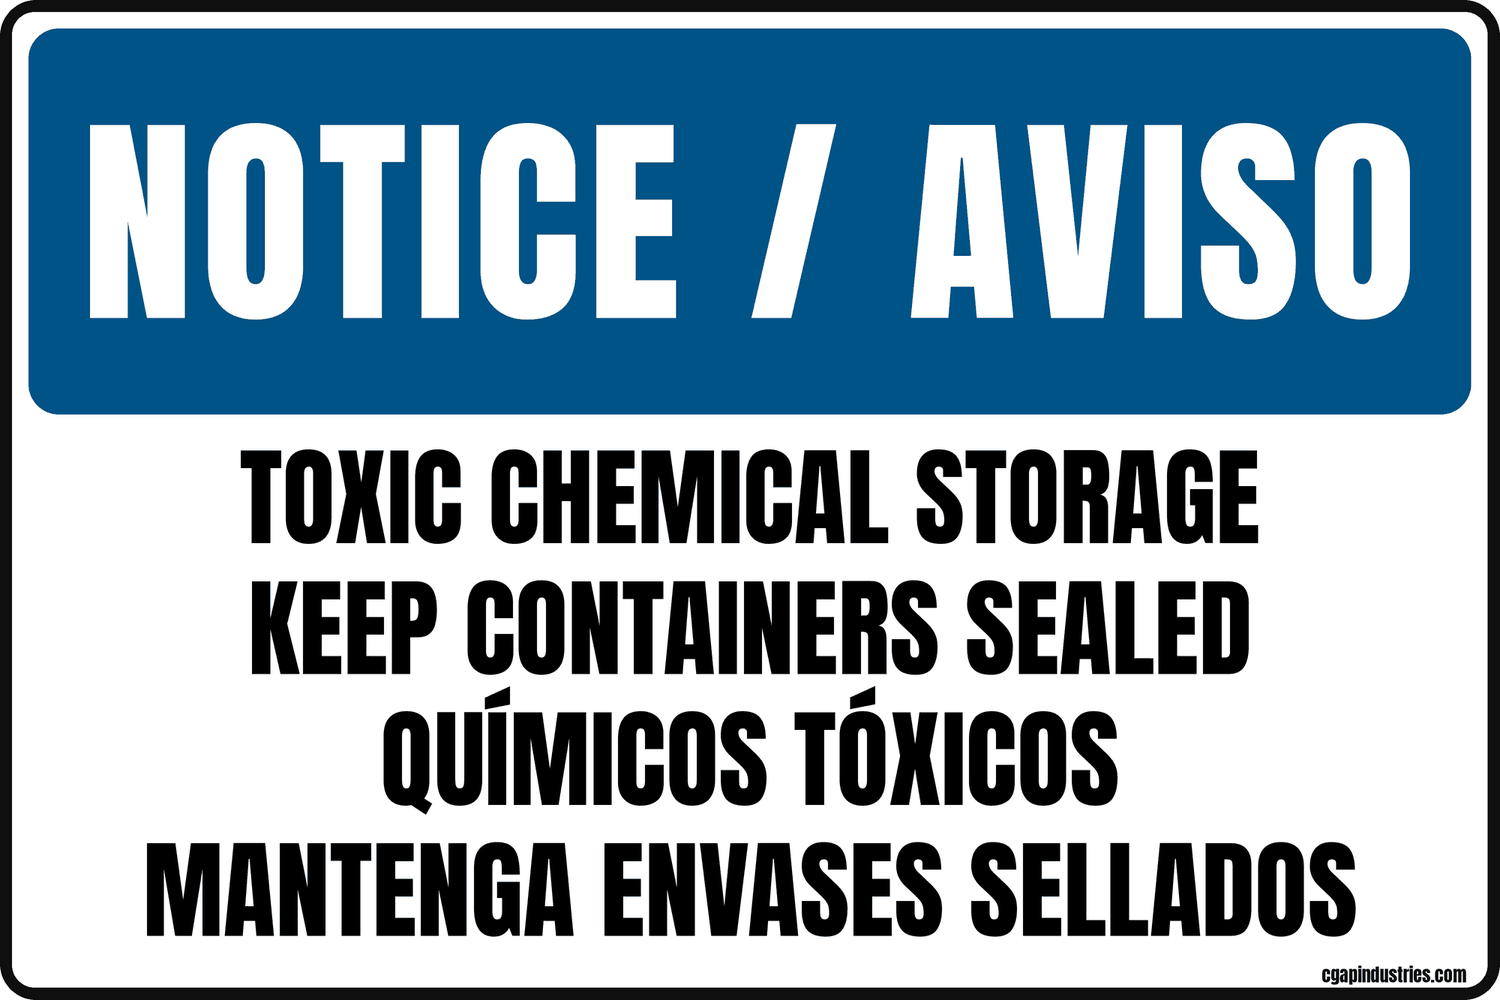 NOTICE / AVISO
TOXIC CHEMICAL STORAGE
KEEP CONTAINERS SEALED
QUÍMICOS TÓXICOS
MANTENGA ENVASES SELLADOS
cgapindustries.com